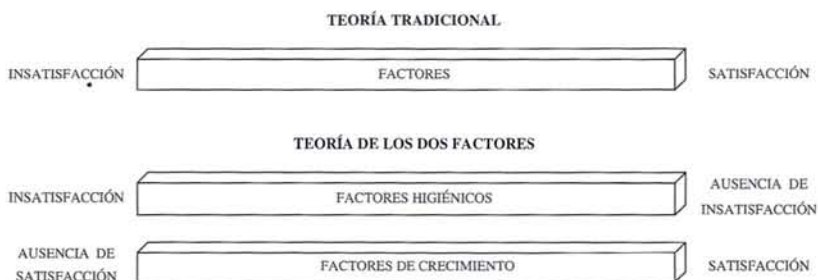 TEORÍA TRADICIONAL
INSATISFACCIÓN
FACTORES
SATISFACCIÓN
TEORÍA DE LOS DOS FACTORES
INSATISFACCIÓN
FACTORES HIGIÉNICOS
AUSENCIA DE
INSATISFACCIÓN
AUSENCIA DE
SATISFACCIÓN
FACTORES DE CRECIMIENTO
SATISFACCIÓN